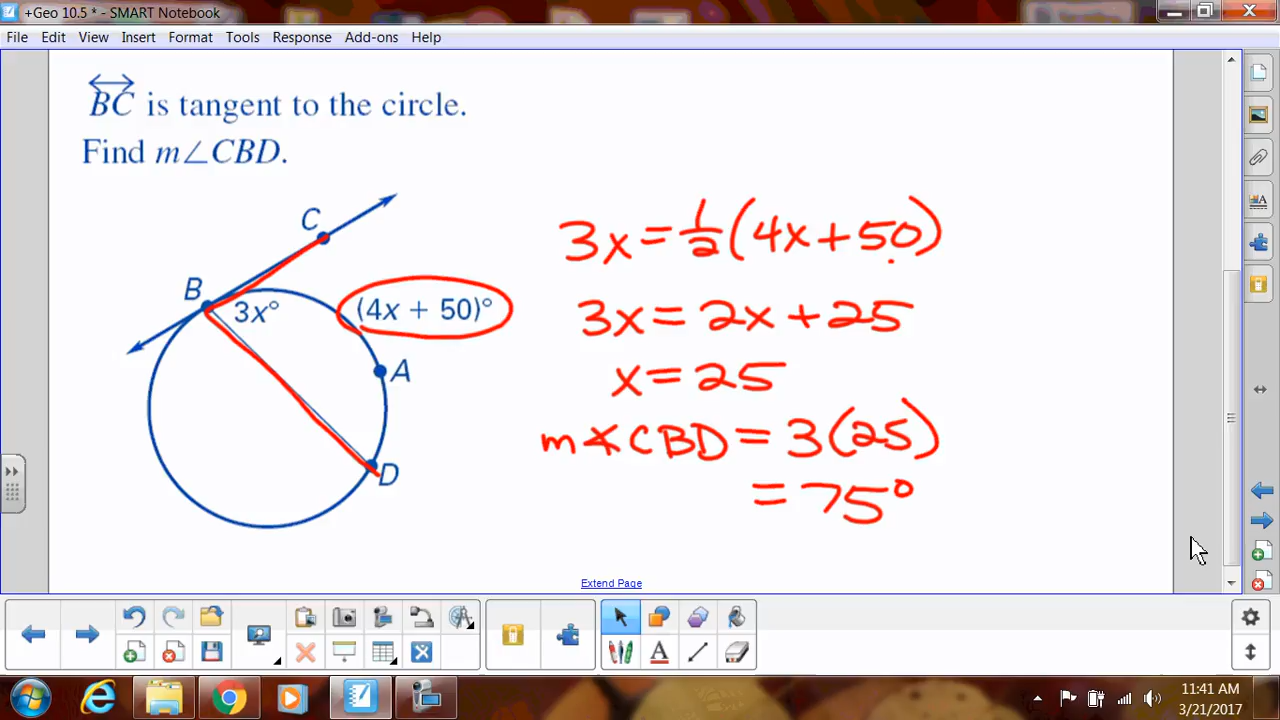 +Geo 10.5 * - SMART Notebook
File Edit View Insert Format Tools Response Add-ons Help
BC is tangent to the circle.
Find m∠CBD.
C
B
3x°
(4x + 50)°
A
D
3x = 1/2 (4x + 50)
3x = 2x + 25
x = 25
m∡CBD = 3(25)
= 75°
Extend Page
11:41 AM
3/21/2017